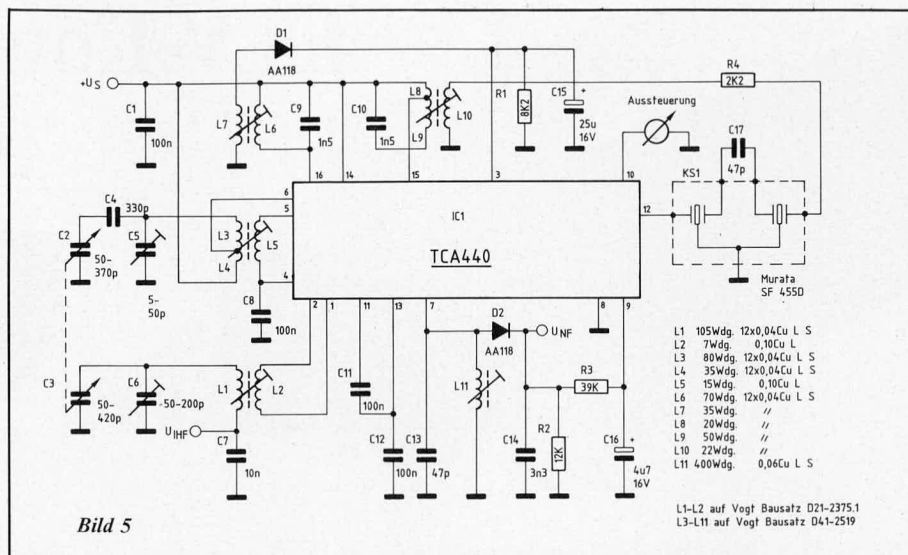 D1
AA118
+US
C1
100n
L7
L6
C9
1n5
C10
1n5
L8
L9
L10
R1
8K2
C15
+
25u
16V
R4
2K2
Aussteuerung
C17
47p
KS1
Murata
SF 455D
16
14
15
3
10
12
6
5
4
2
1
11
13
7
8
9
IC1
TCA440
C4
330p
C2
50-
370p
C5
5-
50p
L3
L4
L5
C8
100n
C3
50-
420p
C6
-50-200p
L1
L2
UIHF
C7
10n
C11
100n
C12
100n
C13
47p
L11
D2
AA118
UNF
C14
3n3
R2
12K
R3
39K
C16
+
4u7
16V
L1 105Wdg. 12x0,04Cu L S
L2 7Wdg. 0,10Cu L
L3 80Wdg. 12x0,04Cu L S
L4 35Wdg. 12x0,04Cu L S
L5 15Wdg. 0,10Cu L
L6 70Wdg. 12x0,04Cu L S
L7 35Wdg. "
L8 20Wdg. "
L9 50Wdg. "
L10 22Wdg. "
L11 400Wdg. 0,06Cu L S
L1-L2 auf Vogt Bausatz D21-2375.1
L3-L11 auf Vogt Bausatz D41-2519
Bild 5